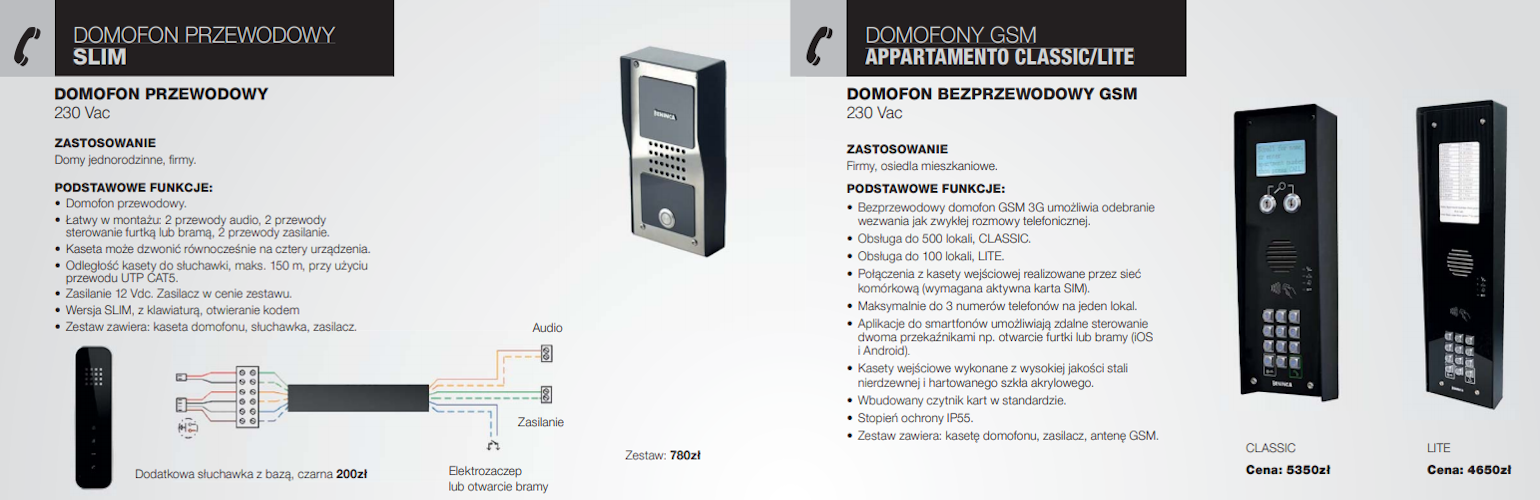 DOMOFON PRZEWODOWY
SLIM
DOMOFON PRZEWODOWY
230 Vac
ZASTOSOWANIE
Domy jednorodzinne, firmy.
PODSTAWOWE FUNKCJE:
• Domofon przewodowy.
• Łatwy w montażu: 2 przewody audio, 2 przewody
sterowanie furtką lub bramą, 2 przewody zasilanie.
• Kaseta może dzwonić równocześnie na cztery urządzenia.
• Odległość kasety do słuchawki, maks. 150 m, przy użyciu
przewodu UTP CAT5.
• Zasilanie 12 Vdc. Zasilacz w cenie zestawu.
• Wersja SLIM, z klawiaturą, otwieranie kodem
• Zestaw zawiera: kaseta domofonu, słuchawka, zasilacz.
Audio
Zasilanie
Elektrozaczep
lub otwarcie bramy
Dodatkowa słuchawka z bazą, czarna 200zł
BENINCA
Zestaw: 780zł
DOMOFONY GSM
APPARTAMENTO CLASSIC/LITE
DOMOFON BEZPRZEWODOWY GSM
230 Vac
ZASTOSOWANIE
Firmy, osiedla mieszkaniowe.
PODSTAWOWE FUNKCJE:
• Bezprzewodowy domofon GSM 3G umożliwia odebranie
wezwania jak zwykłej rozmowy telefonicznej.
• Obsługa do 500 lokali, CLASSIC.
• Obsługa do 100 lokali, LITE.
• Połączenia z kasety wejściowej realizowane przez sieć
komórkową (wymagana aktywna karta SIM).
• Maksymalnie do 3 numerów telefonów na jeden lokal.
• Aplikacje do smartfonów umożliwiają zdalne sterowanie
dwoma przekaźnikami np. otwarcie furtki lub bramy (iOS
i Android).
• Kasety wejściowe wykonane z wysokiej jakości stali
nierdzewnej i hartowanego szkła akrylowego.
• Wbudowany czytnik kart w standardzie.
• Stopień ochrony IP55.
• Zestaw zawiera: kasetę domofonu, zasilacz, antenę GSM.
BENINCA
CLASSIC
Cena: 5350zł
BENINCA
LITE
Cena: 4650zł